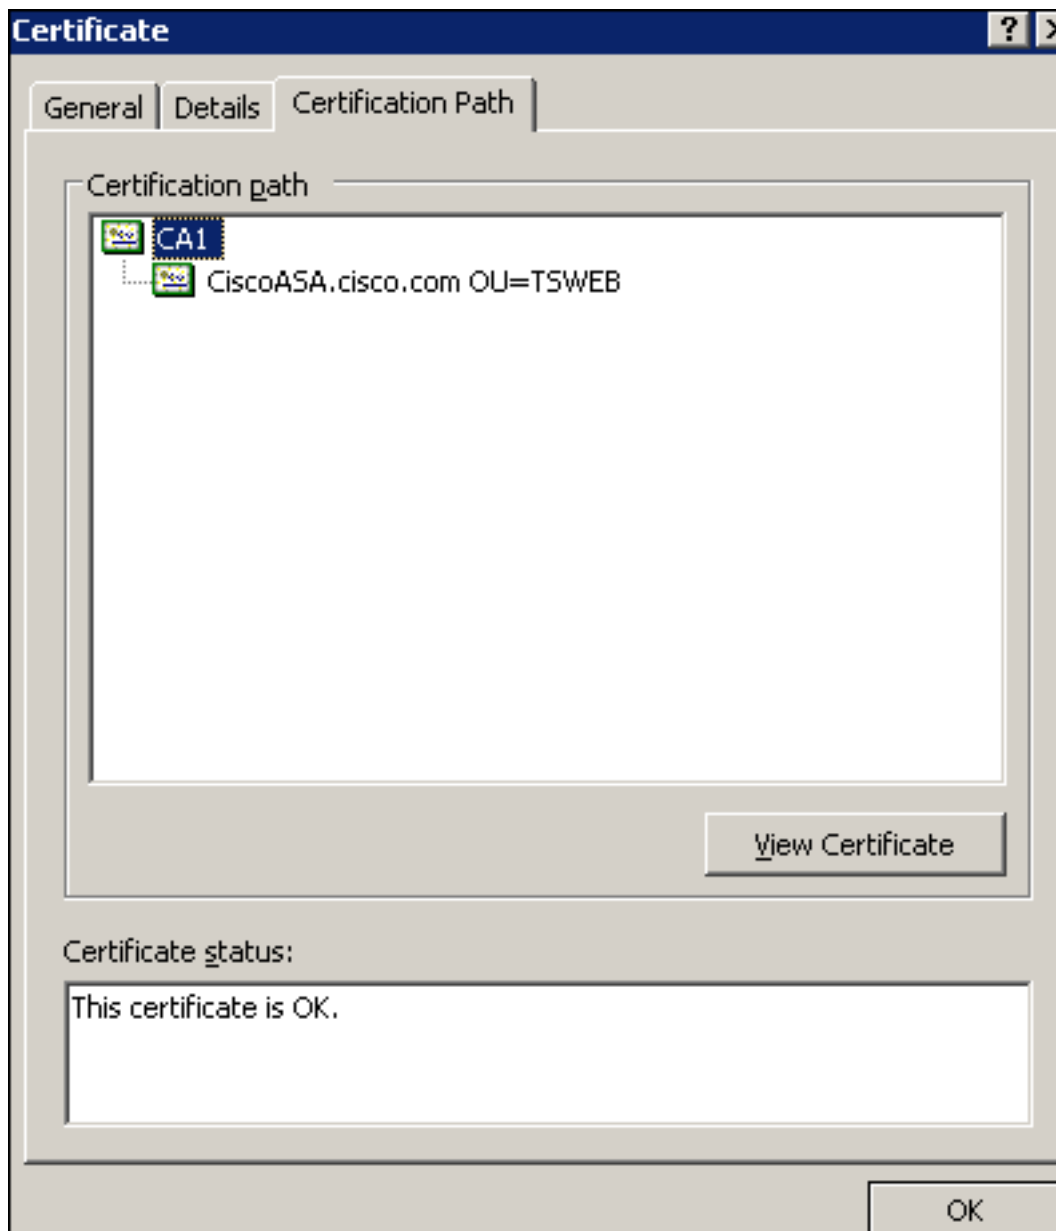 Certificate
General Details Certification Path
Certification path
CA1
CiscoASA.cisco.com OU=TSWEB
View Certificate
Certificate status:
This certificate is OK.
OK